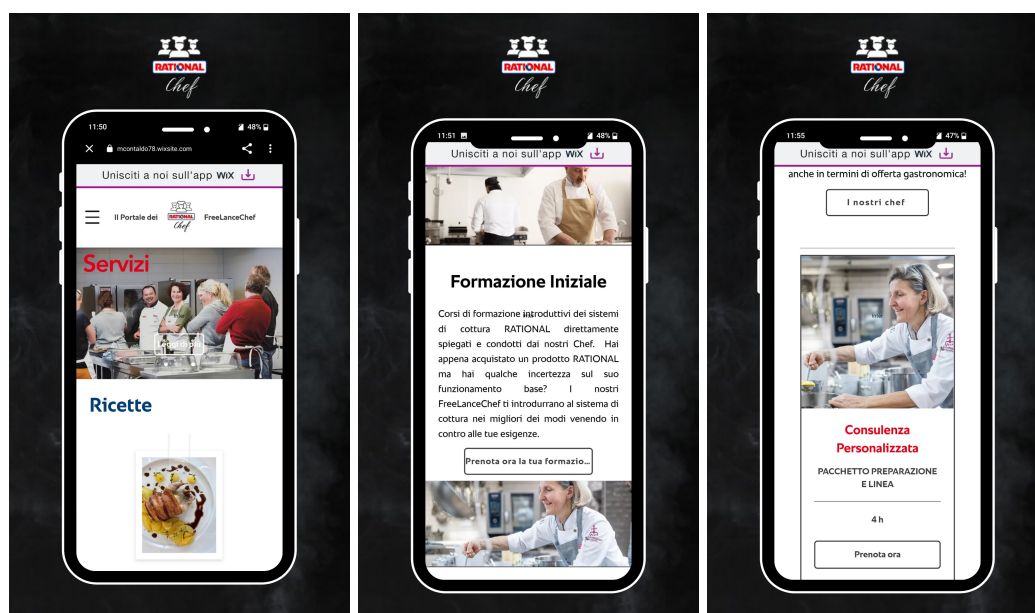 RATIONAL
Chef
11:50
48%
mcontaldo78.wixsite.com
Unisciti a noi sull'app WiX
Il Portale dei
RATIONAL
Chef
FreeLanceChef
Servizi
Leggi di più
Ricette
RATIONAL
Chef
11:51
48%
Unisciti a noi sull'app WiX
Formazione Iniziale
Corsi di formazione introduttivi dei sistemi
di cottura RATIONAL direttamente
spiegati e condotti dai nostri Chef. Hai
appena acquistato un prodotto RATIONAL
ma hai qualche incertezza sul suo
funzionamento base? I nostri
FreeLanceChef ti introdurrano al sistema di
cottura nei migliori dei modi venendo in
contro alle tue esigenze.
Prenota ora la tua formazio...
RATIONAL
Chef
11:55
47%
Unisciti a noi sull'app WiX
anche in termini di offerta gastronomica!
I nostri chef
Consulenza
Personalizzata
PACCHETTO PREPARAZIONE
E LINEA
4 h
Prenota ora